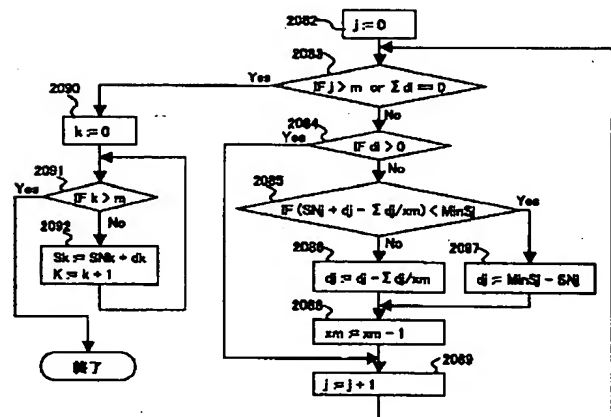 2082
j := 0
2083
Yes
IF j > m or Σ di == 0
No
2090
k := 0
2084
Yes
IF di > 0
No
2091
Yes
IF k > m
No
2085
IF (SNj + dj - Σ dj/xm) < MinSj
Yes
No
2092
Sk := SNk + dk
K := k + 1
2086
dj := dj - Σ dj/xm
2087
dj := MinSj - SNj
2088
xm := xm - 1
終了
2089
j := j + 1